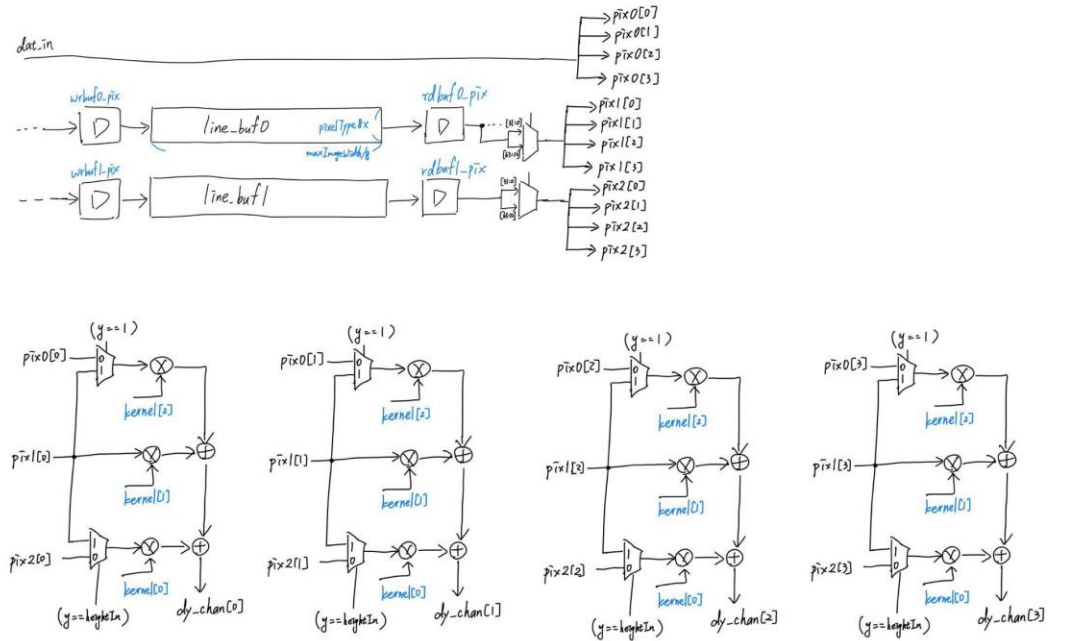 dat_in
pix0[0]
pix0[1]
pix0[2]
pix0[3]
wrbuf0_pix
D
line_buf0
pixelType8x
maxImageWidth/8
rdbuf0_pix
D
[31:0]
[63:32]
pix1[0]
pix1[1]
pix1[2]
pix1[3]
wrbuf1_pix
D
line_buf1
rdbuf1_pix
D
[31:0]
pix2[0]
pix2[1]
pix2[2]
pix2[3]
(y==1)
pix0[0]
0
1
kernel[2]
pix1[0]
kernel[1]
pix2[0]
1
0
kernel[0]
(y==heightIn)
dy_chan[0]
(y==1)
pix0[1]
0
1
kernel[2]
pix1[1]
kernel[1]
pix2[1]
1
0
kernel[0]
(y==heightIn)
dy_chan[1]
(y==1)
pix0[2]
0
1
kernel[2]
pix1[2]
kernel[1]
pix2[2]
1
0
kernel[0]
(y==heightIn)
dy_chan[2]
(y==1)
pix0[3]
0
1
kernel[2]
pix1[3]
kernel[1]
pix2[3]
1
0
kernel[0]
(y==heightIn)
dy_chan[3]